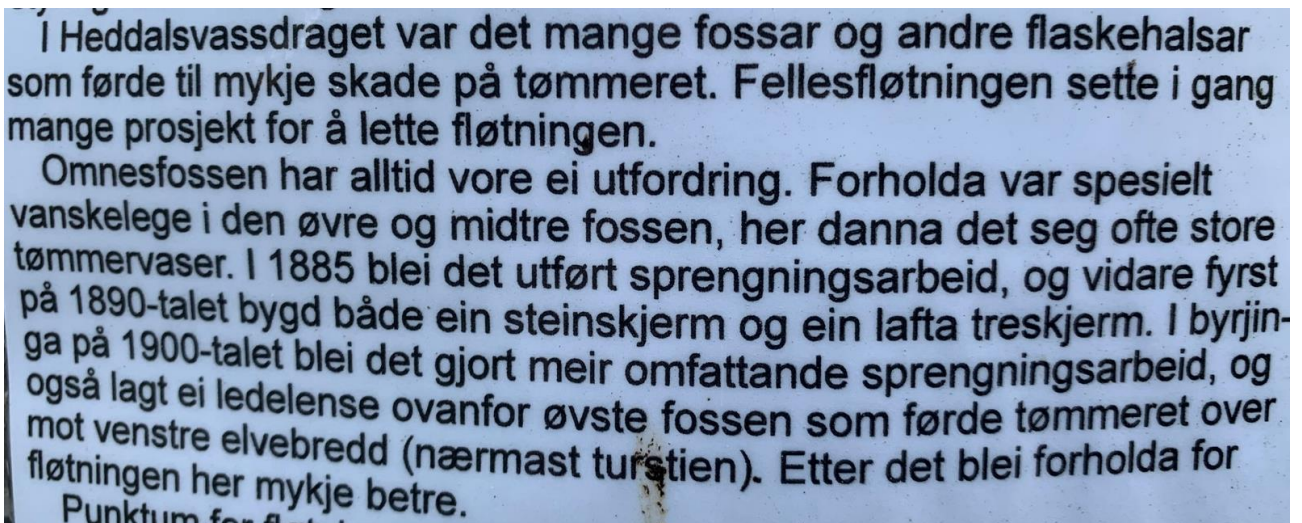 I Heddalsvassdraget var det mange fossar og andre flaskehalsar
som førde til mykje skade på tømmeret. Fellesfløtningen sette i gang
mange prosjekt for å lette fløtningen.
Omnesfossen har alltid vore ei utfordring. Forholda var spesielt
vanskelege i den øvre og midtre fossen, her danna det seg ofte store
tømmervaser. I 1885 blei det utført sprengningsarbeid, og vidare fyrst
på 1890-talet bygd både ein steinskjerm og ein lafta treskjerm. I byrjin-
ga på 1900-talet blei det gjort meir omfattande sprengningsarbeid, og
også lagt ei ledelense ovanfor øvste fossen som førde tømmeret over
mot venstre elvebredd (nærmast turstien). Etter det blei forholda for
fløtningen her mykje betre.
Punktum for